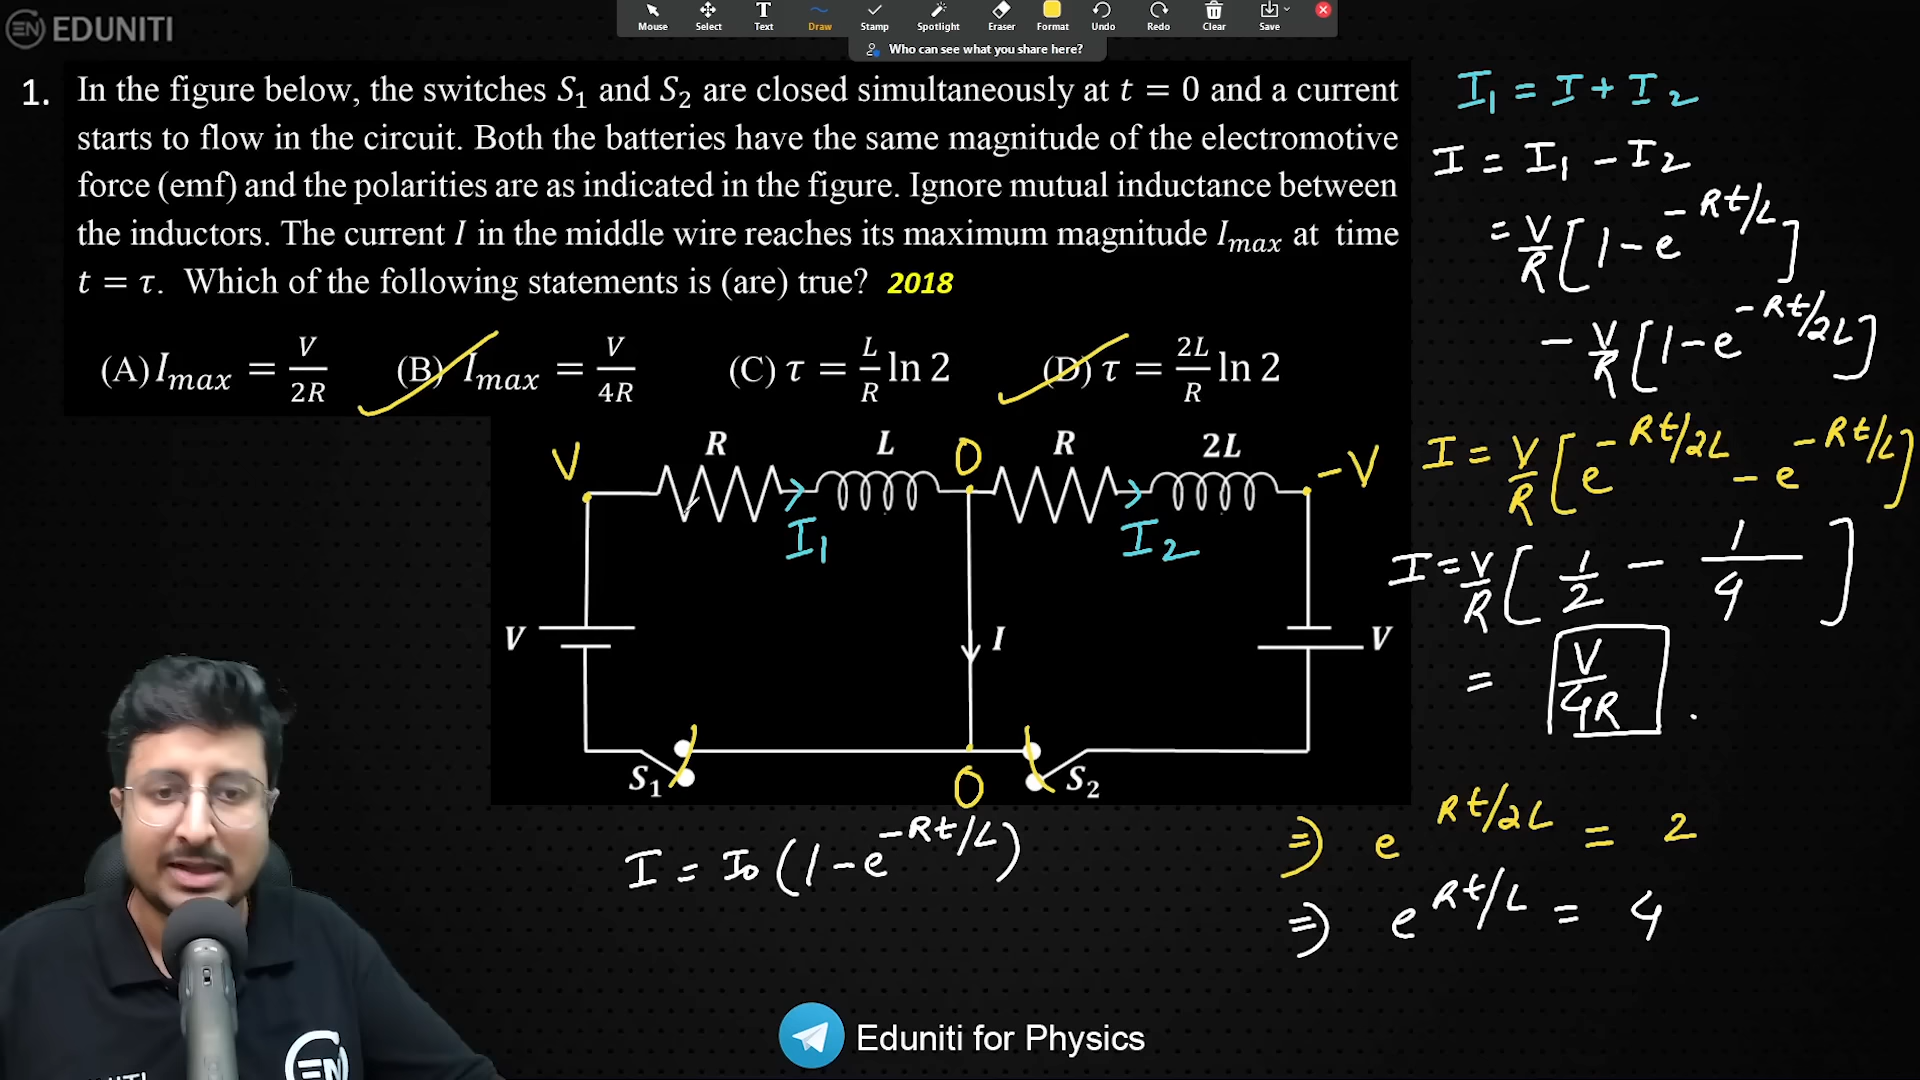 EN EDUNITI
Mouse Select Text Draw Stamp Spotlight Eraser Format Undo Redo Clear Save
Who can see what you share here?
1. In the figure below, the switches S₁ and S₂ are closed simultaneously at t = 0 and a current
starts to flow in the circuit. Both the batteries have the same magnitude of the electromotive
force (emf) and the polarities are as indicated in the figure. Ignore mutual inductance between
the inductors. The current I in the middle wire reaches its maximum magnitude Iₘₐₓ at time
t = τ. Which of the following statements is (are) true? 2018
(A) Iₘₐₓ = V/2R (B) Iₘₐₓ = V/4R (C) τ = L/R ln 2 (D) τ = 2L/R ln 2
I₁ = I + I₂
I = I₁ - I₂
= V/R [1 - e^(-Rt/L)]
- V/R [1 - e^(-Rt/2L)]
I = V/R [e^(-Rt/2L) - e^(-Rt/L)]
I = V/R [1/2 - 1/4]
= V/4R .
⇒ e^(Rt/2L) = 2
⇒ e^(Rt/L) = 4
R L R 2L
V 0 -V
I₁ I₂
V I V
S₁ 0 S₂
I = I₀ (1 - e^(-Rt/L))
Eduniti for Physics
EN